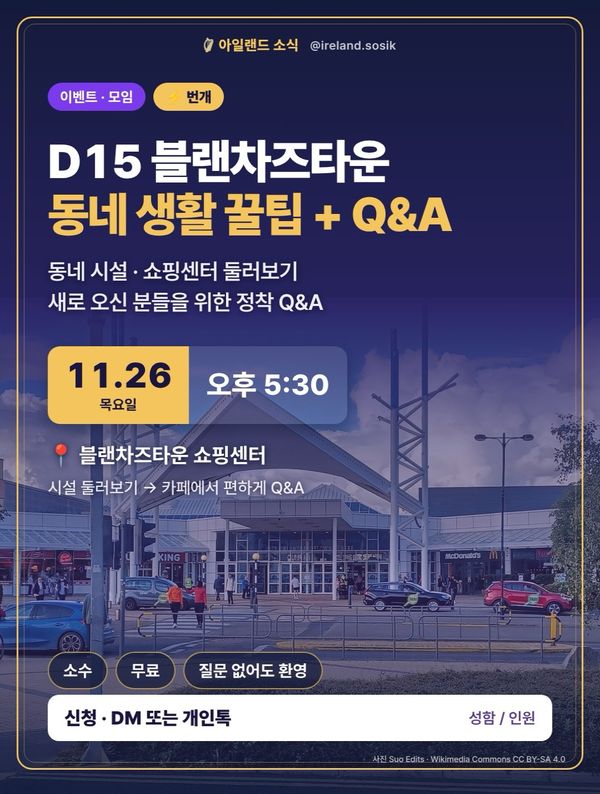 아일랜드 소식 @ireland.sosik
이벤트 · 모임
⚡ 번개
D15 블랜차즈타운
동네 생활 꿀팁 + Q&A
동네 시설 · 쇼핑센터 둘러보기
새로 오신 분들을 위한 정착 Q&A
11.26
목요일
오후 5:30
📍 블랜차즈타운 쇼핑센터
시설 둘러보기 → 카페에서 편하게 Q&A
KING
McDonald's
소수
무료
질문 없어도 환영
신청 · DM 또는 개인톡
성함 / 인원
사진 Suo Edits · Wikimedia Commons CC BY-SA 4.0